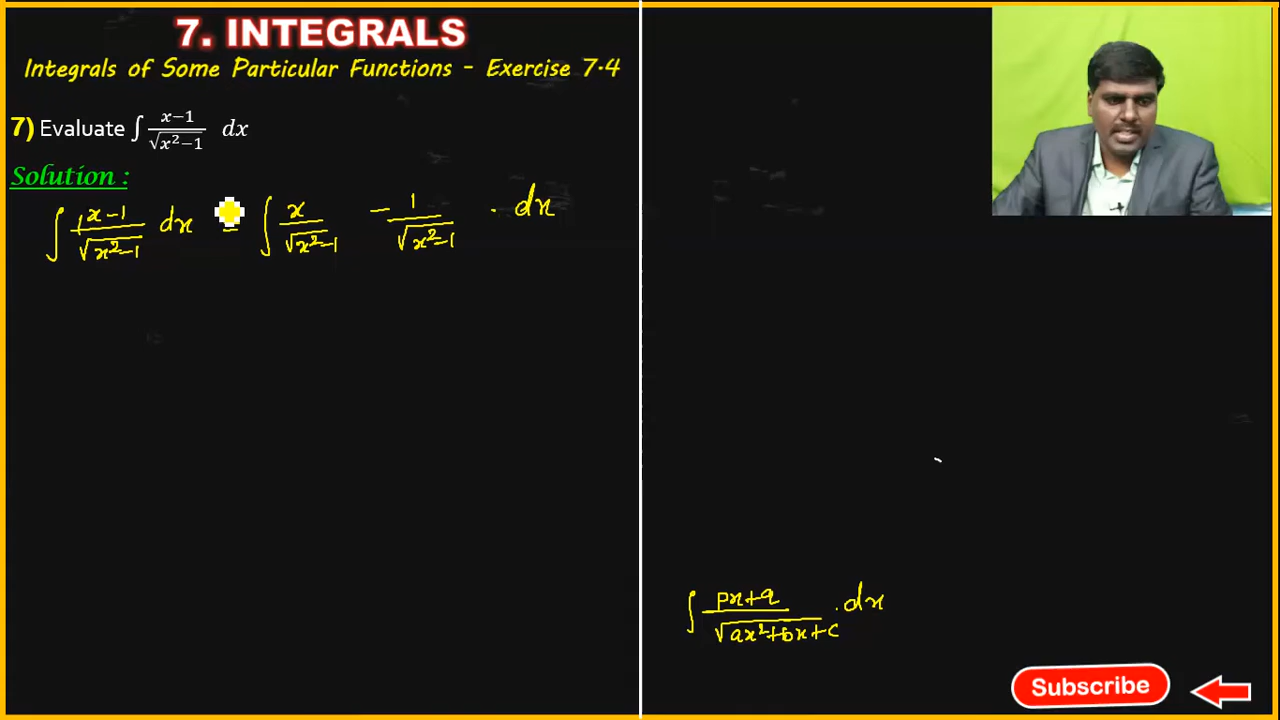 7. INTEGRALS
Integrals of Some Particular Functions - Exercise 7.4
7) Evaluate ∫ (x−1)/√(x²−1) dx
Solution :
∫ (x-1)/√(x²-1) dx = ∫ x/√(x²-1) - 1/√(x²-1) . dx
∫ (px+q)/√(ax²+bx+c) . dx
Subscribe